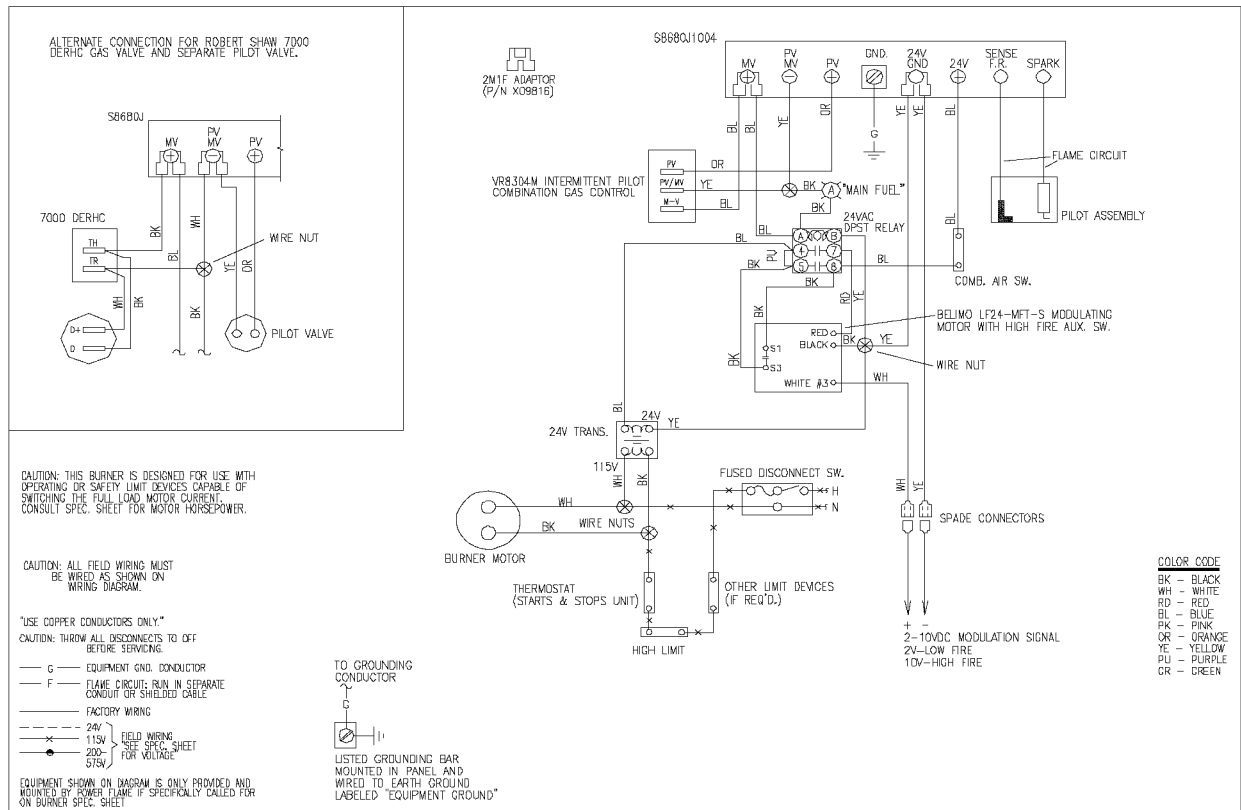 ALTERNATE CONNECTION FOR ROBERT SHAW 7000
DERHC GAS VALVE AND SEPARATE PILOT VALVE.
S8680J
MV
PV
MV
PV
7000 DERHC
TH
TR
BK
BL
WH
YE
OR
WIRE NUT
WH
BK
BK
D+
D
PILOT VALVE
2M1F ADAPTOR
(P/N X09816)
S8680J1004
MV
PV
MV
PV
GND.
24V
GND
24V
SENSE
F.R.
SPARK
BL
BL
YE
OR
G
YE
YE
BL
FLAME CIRCUIT
PILOT ASSEMBLY
VR8304M INTERMITTENT PILOT
COMBINATION GAS CONTROL
PV
PV/MV
M-V
OR
YE
BL
BK
A
"MAIN FUEL"
BK
24VAC
DPST RELAY
A
B
4
7
5
8
BL
BL
PU
BK
BK
BL
BL
COMB. AIR SW.
RD
YE
BK
BK
BELIMO LF24-MFT-S MODULATING
MOTOR WITH HIGH FIRE AUX. SW.
RED
BLACK
BK
YE
S1
S3
WHITE #3
WH
WIRE NUT
BL
24V
YE
24V TRANS.
115V
WH
BK
BURNER MOTOR
WH
BK
WIRE NUTS
FUSED DISCONNECT SW.
H
N
THERMOSTAT
(STARTS & STOPS UNIT)
OTHER LIMIT DEVICES
(IF REQ'D.)
HIGH LIMIT
WH
YE
SPADE CONNECTORS
+ -
2-10VDC MODULATION SIGNAL
2V-LOW FIRE
10V-HIGH FIRE
COLOR CODE
BK - BLACK
WH - WHITE
RD - RED
BL - BLUE
PK - PINK
OR - ORANGE
YE - YELLOW
PU - PURPLE
GR - GREEN
CAUTION: THIS BURNER IS DESIGNED FOR USE WITH
OPERATING OR SAFETY LIMIT DEVICES CAPABLE OF
SWITCHING THE FULL LOAD MOTOR CURRENT.
CONSULT SPEC. SHEET FOR MOTOR HORSEPOWER.
CAUTION: ALL FIELD WIRING MUST
BE WIRED AS SHOWN ON
WIRING DIAGRAM.
"USE COPPER CONDUCTORS ONLY."
CAUTION: THROW ALL DISCONNECTS TO OFF
BEFORE SERVICING.
G EQUIPMENT GND. CONDUCTOR
F FLAME CIRCUIT: RUN IN SEPARATE
CONDUIT OR SHIELDED CABLE
FACTORY WIRING
24V
115V
200-
575V
FIELD WIRING
"SEE SPEC. SHEET
FOR VOLTAGE"
EQUIPMENT SHOWN ON DIAGRAM IS ONLY PROVIDED AND
MOUNTED BY POWER FLAME IF SPECIFICALLY CALLED FOR
ON BURNER SPEC. SHEET
TO GROUNDING
CONDUCTOR
G
LISTED GROUNDING BAR
MOUNTED IN PANEL AND
WIRED TO EARTH GROUND
LABELED "EQUIPMENT GROUND"